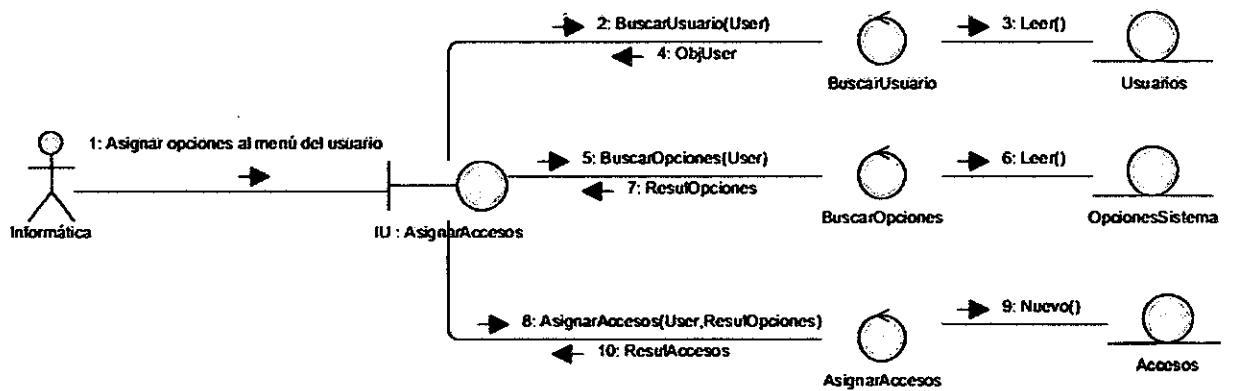 2: BuscarUsuario(User)
3: Leer()
4: ObjUser
BuscarUsuario
Usuarios
1: Asignar opciones al menú del usuario
5: BuscarOpciones(User)
6: Leer()
7: ResulOpciones
Informática
IU : AsignarAccesos
BuscarOpciones
OpcionesSistema
8: AsignarAccesos(User,ResulOpciones)
9: Nuevo()
10: ResulAccesos
AsignarAccesos
Accesos